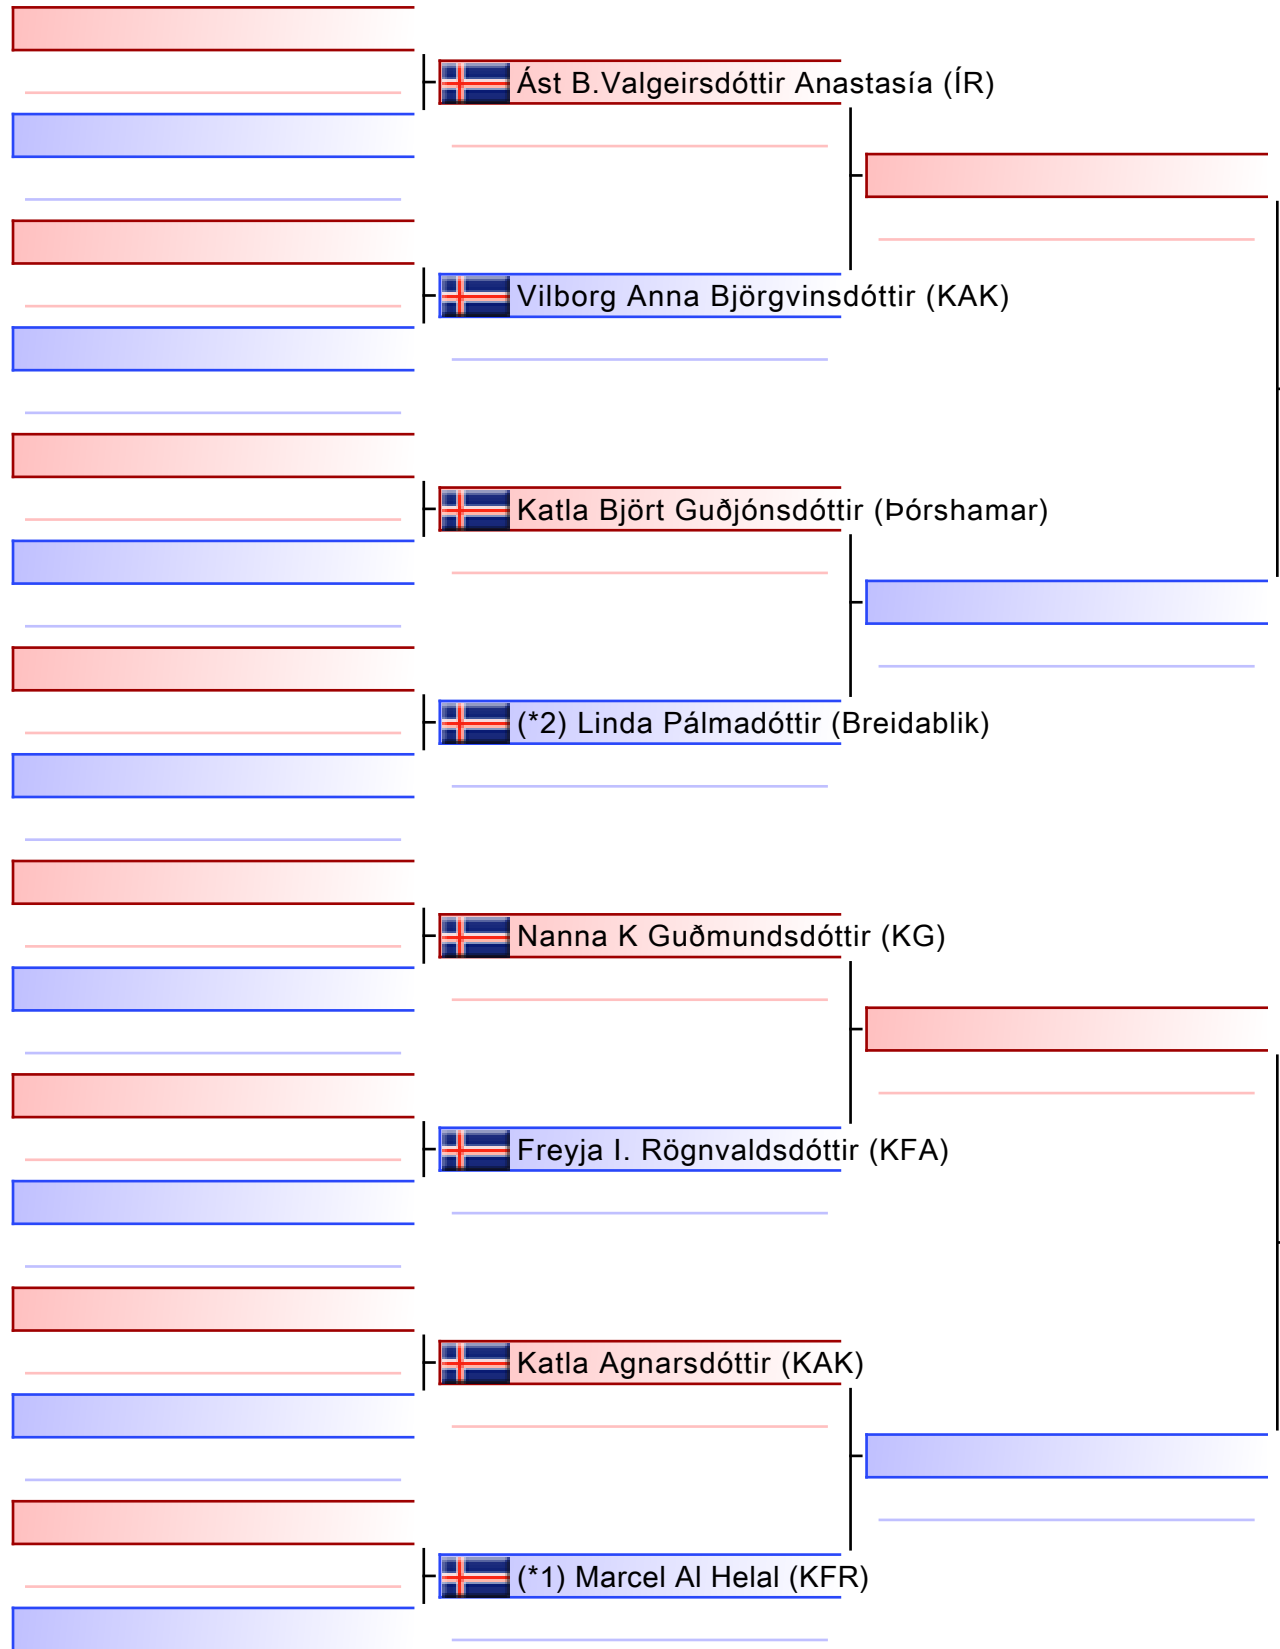 Ást B.Valgeirsdóttir Anastasía (ÍR)
Vilborg Anna Björgvinsdóttir (KAK)
Katla Björt Guðjónsdóttir (Þórshamar)
(*2) Linda Pálmadóttir (Breidablik)
Nanna K Guðmundsdóttir (KG)
Freyja I. Rögnvaldsdóttir (KFA)
Katla Agnarsdóttir (KAK)
(*1) Marcel Al Helal (KFR)